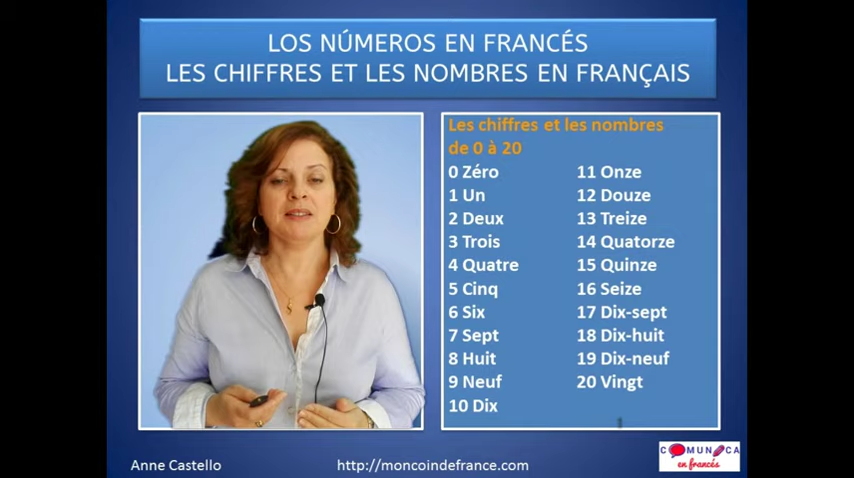 LOS NÚMEROS EN FRANCÉS
LES CHIFFRES ET LES NOMBRES EN FRANÇAIS
Les chiffres et les nombres
de 0 à 20
0 Zéro
1 Un
2 Deux
3 Trois
4 Quatre
5 Cinq
6 Six
7 Sept
8 Huit
9 Neuf
10 Dix
11 Onze
12 Douze
13 Treize
14 Quatorze
15 Quinze
16 Seize
17 Dix-sept
18 Dix-huit
19 Dix-neuf
20 Vingt
Anne Castello
http://moncoindefrance.com
COMUNICA
en francés